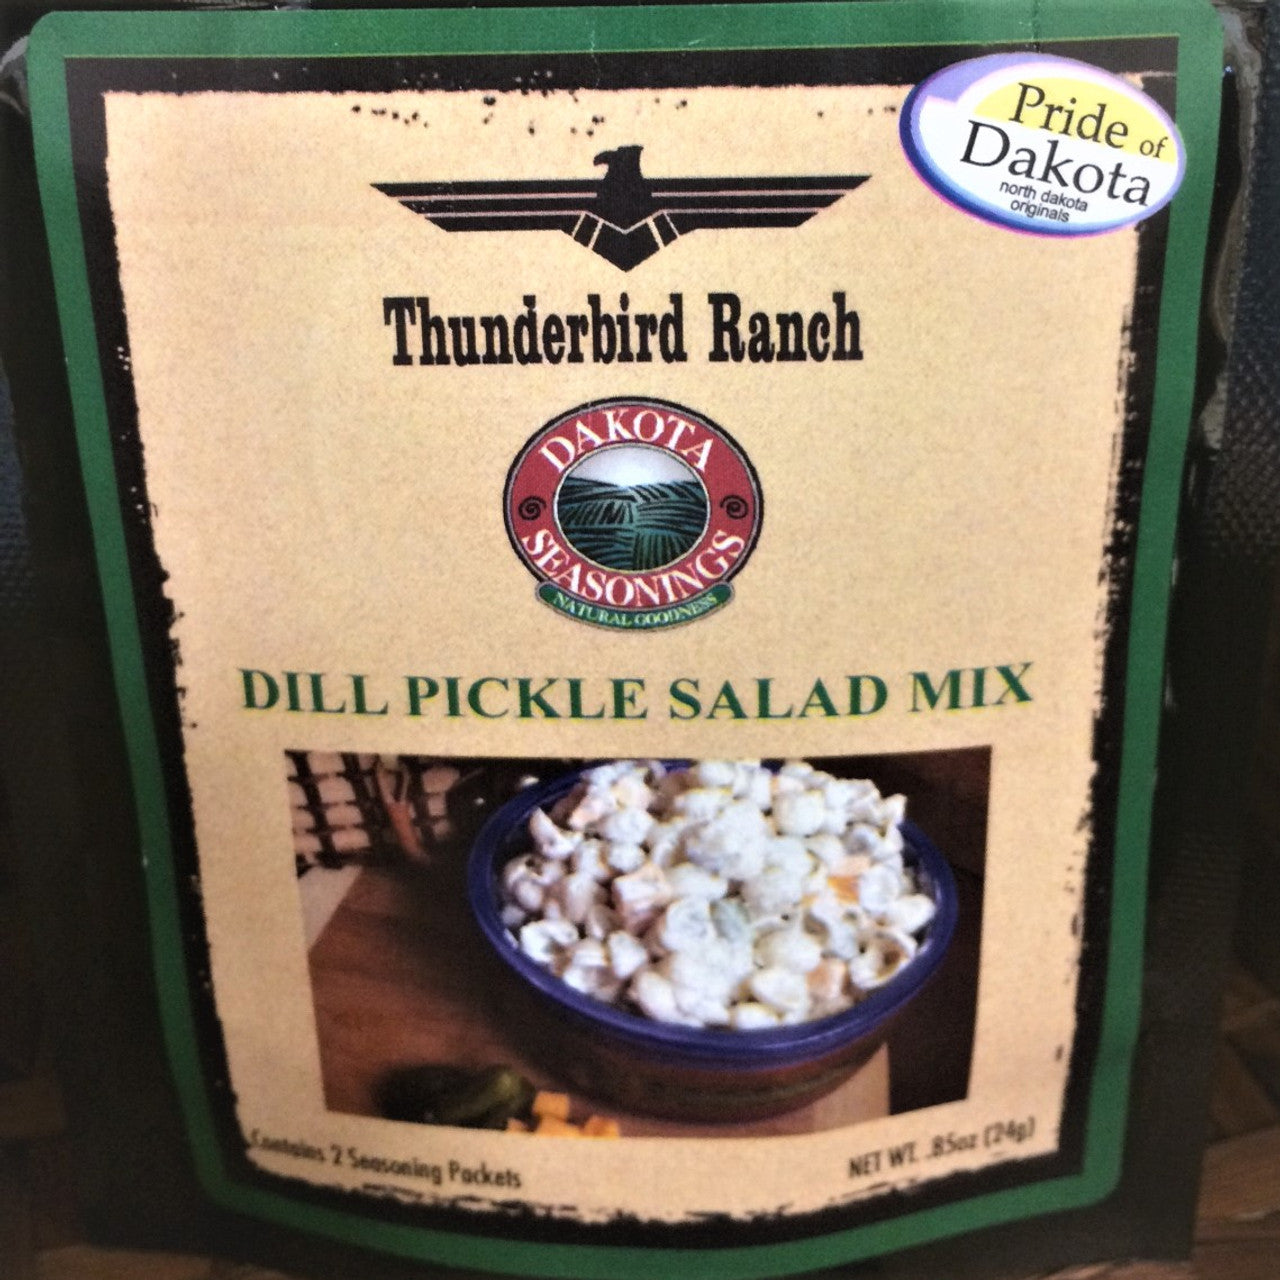 Pride of
Dakota
north dakota
originals
Thunderbird Ranch
DAKOTA
SEASONINGS
NATURAL GOODNESS
DILL PICKLE SALAD MIX
Contains 2 Seasoning Packets
NET WT. .85oz (24g)